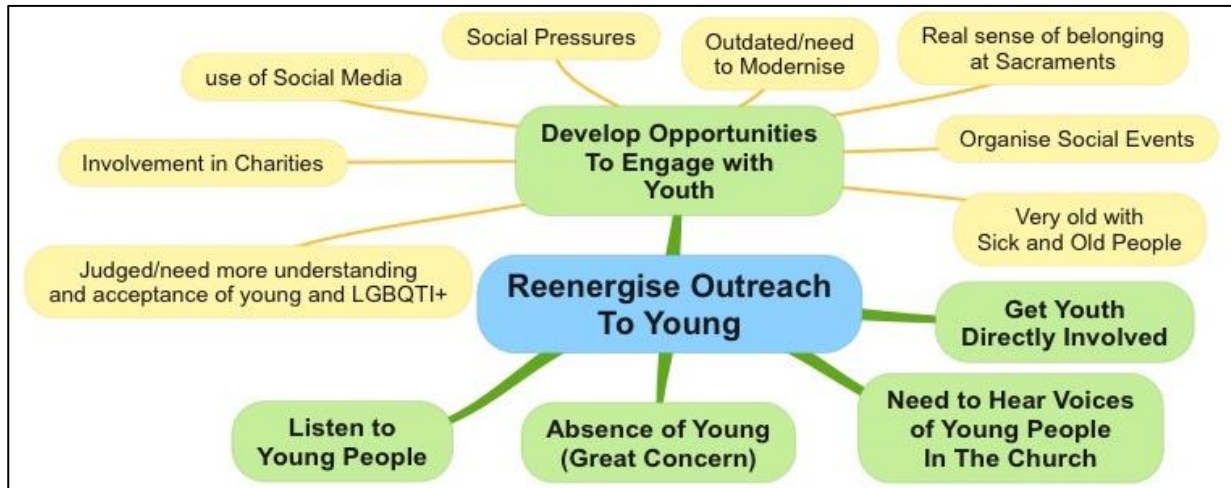 Social Pressures
Outdated/need
to Modernise
Real sense of belonging
at Sacraments
use of Social Media
Develop Opportunities
To Engage with
Youth
Organise Social Events
Involvement in Charities
Very old with
Sick and Old People
Judged/need more understanding
and acceptance of young and LGBQTI+
Reenergise Outreach
To Young
Get Youth
Directly Involved
Listen to
Young People
Absence of Young
(Great Concern)
Need to Hear Voices
of Young People
In The Church